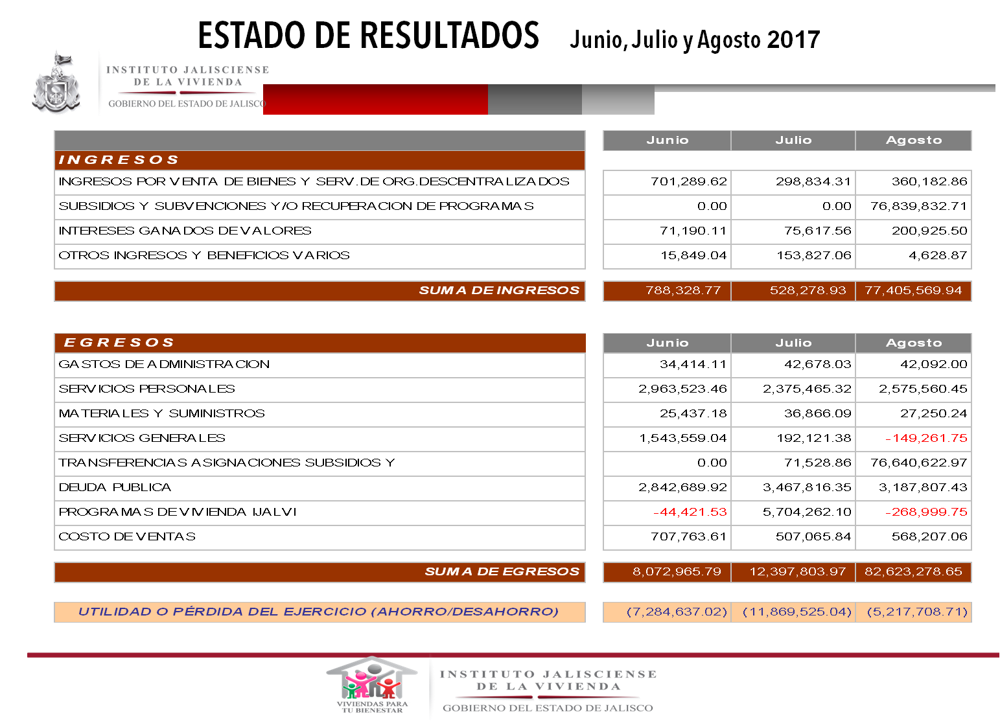 ESTADO DE RESULTADOS Junio, Julio y Agosto 2017
INSTITUTO JALISCIENSE
DE LA VIVIENDA
GOBIERNO DEL ESTADO DE JALISCO
Junio Julio Agosto
INGRESOS
INGRESOS POR VENTA DE BIENES Y SERV.DE ORG.DESCENTRALIZADOS 701,289.62 298,834.31 360,182.86
SUBSIDIOS Y SUBVENCIONES Y/O RECUPERACION DE PROGRAMAS 0.00 0.00 76,839,832.71
INTERESES GANADOS DE VALORES 71,190.11 75,617.56 200,925.50
OTROS INGRESOS Y BENEFICIOS VARIOS 15,849.04 153,827.06 4,628.87
SUMA DE INGRESOS 788,328.77 528,278.93 77,405,569.94
EGRESOS Junio Julio Agosto
GASTOS DE ADMINISTRACION 34,414.11 42,678.03 42,092.00
SERVICIOS PERSONALES 2,963,523.46 2,375,465.32 2,575,560.45
MATERIALES Y SUMINISTROS 25,437.18 36,866.09 27,250.24
SERVICIOS GENERALES 1,543,559.04 192,121.38 -149,261.75
TRANSFERENCIAS ASIGNACIONES SUBSIDIOS Y 0.00 71,528.86 76,640,622.97
DEUDA PUBLICA 2,842,689.92 3,467,816.35 3,187,807.43
PROGRAMAS DE VIVIENDA IJALVI -44,421.53 5,704,262.10 -268,999.75
COSTO DE VENTAS 707,763.61 507,065.84 568,207.06
SUMA DE EGRESOS 8,072,965.79 12,397,803.97 82,623,278.65
UTILIDAD O PÉRDIDA DEL EJERCICIO (AHORRO/DESAHORRO) (7,284,637.02) (11,869,525.04) (5,217,708.71)
VIVIENDAS PARA
TU BIENESTAR
INSTITUTO JALISCIENSE
DE LA VIVIENDA
GOBIERNO DEL ESTADO DE JALISCO